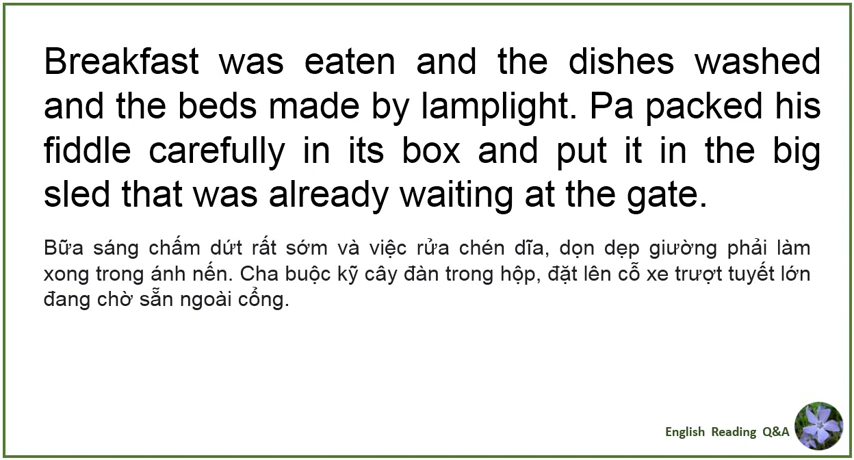 Breakfast was eaten and the dishes washed
and the beds made by lamplight. Pa packed his
fiddle carefully in its box and put it in the big
sled that was already waiting at the gate.
Bữa sáng chấm dứt rất sớm và việc rửa chén dĩa, dọn dẹp giường phải làm
xong trong ánh nến. Cha buộc kỹ cây đàn trong hộp, đặt lên cỗ xe trượt tuyết lớn
đang chờ sẵn ngoài cổng.
English Reading Q&A